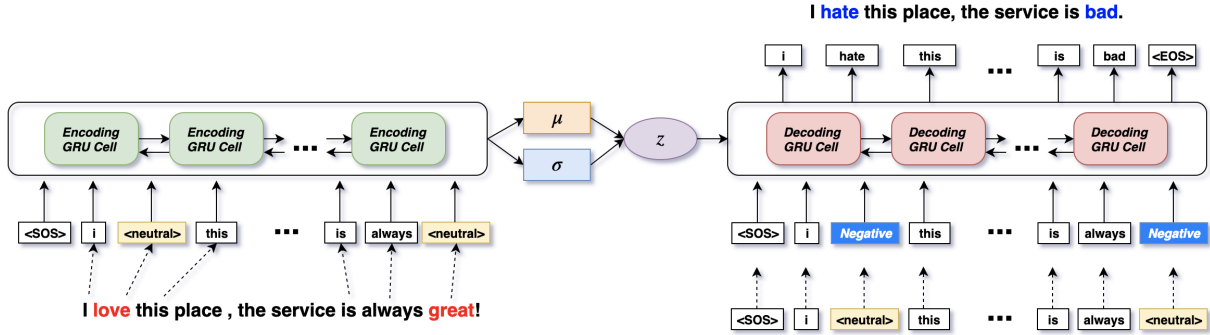 I hate this place, the service is bad.
i hate this ... is bad <EOS>
Encoding GRU Cell Encoding GRU Cell ... Encoding GRU Cell
μ
σ
z
Decoding GRU Cell Decoding GRU Cell ... Decoding GRU Cell
<SOS> i <neutral> this ... is always <neutral>
<SOS> i Negative this ... is always Negative
I love this place , the service is always great!
<SOS> i <neutral> this ... is always <neutral>